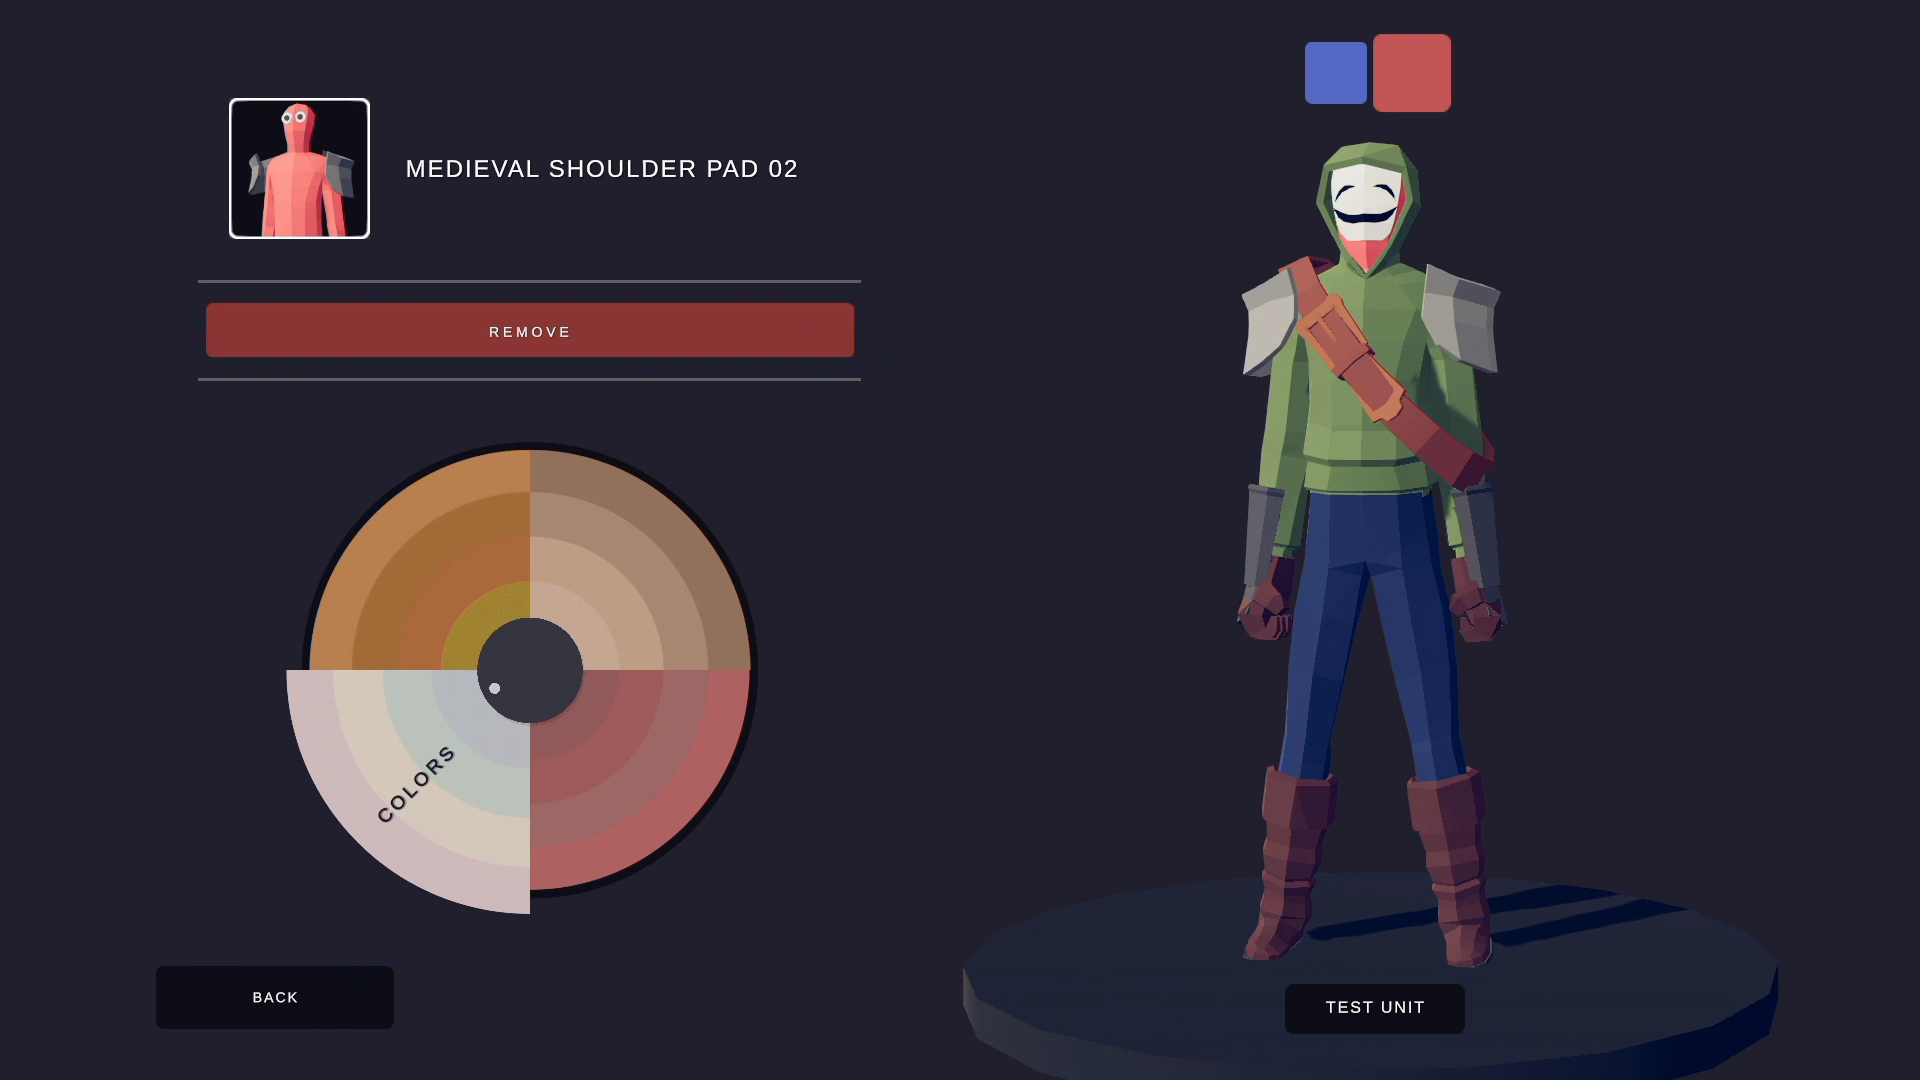 MEDIEVAL SHOULDER PAD 02
REMOVE
COLORS
BACK
TEST UNIT